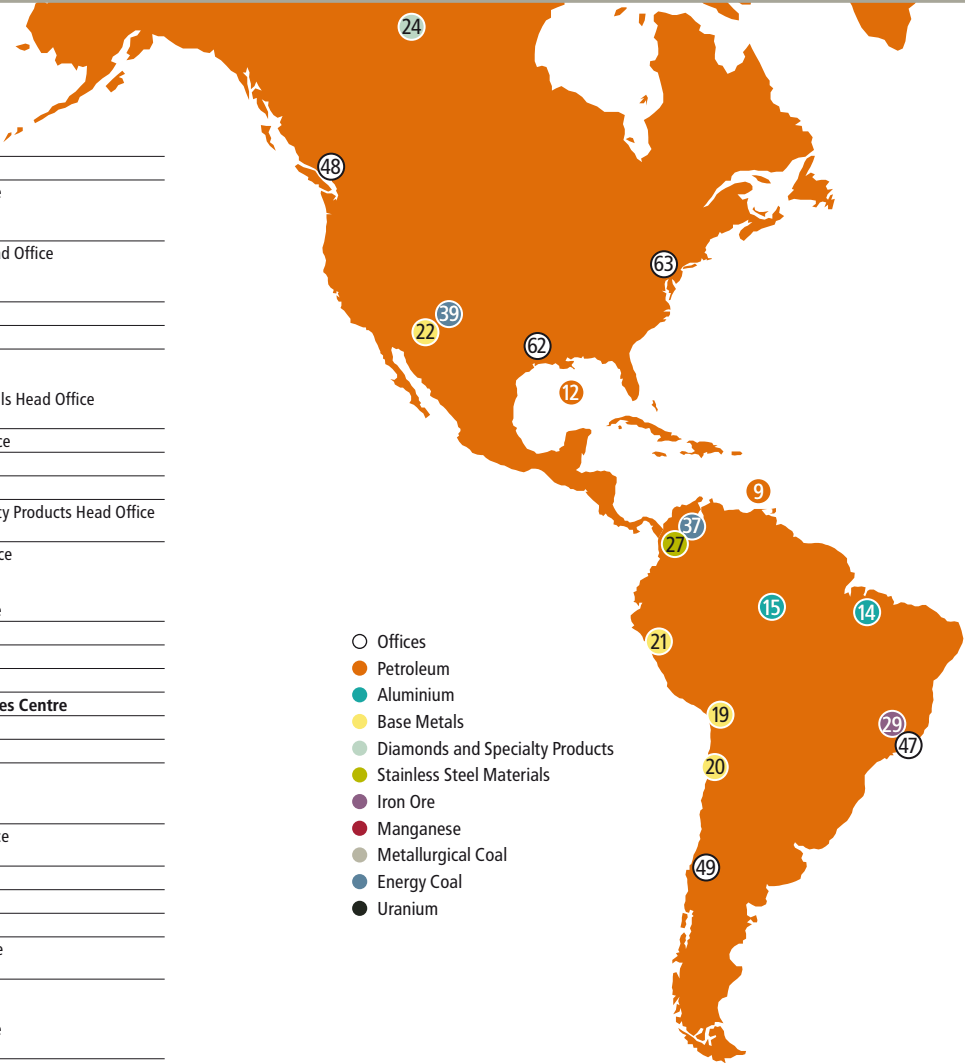 24
48
e
d Office
63
39
22
62
12
ls Head Office
ce
9
ty Products Head Office
37
27
ce
e
15
14
21
Offices
Petroleum
Aluminium
es Centre
19
29
Base Metals
47
Diamonds and Specialty Products
20
Stainless Steel Materials
Iron Ore
Manganese
ce
Metallurgical Coal
49
Energy Coal
Uranium
e
e